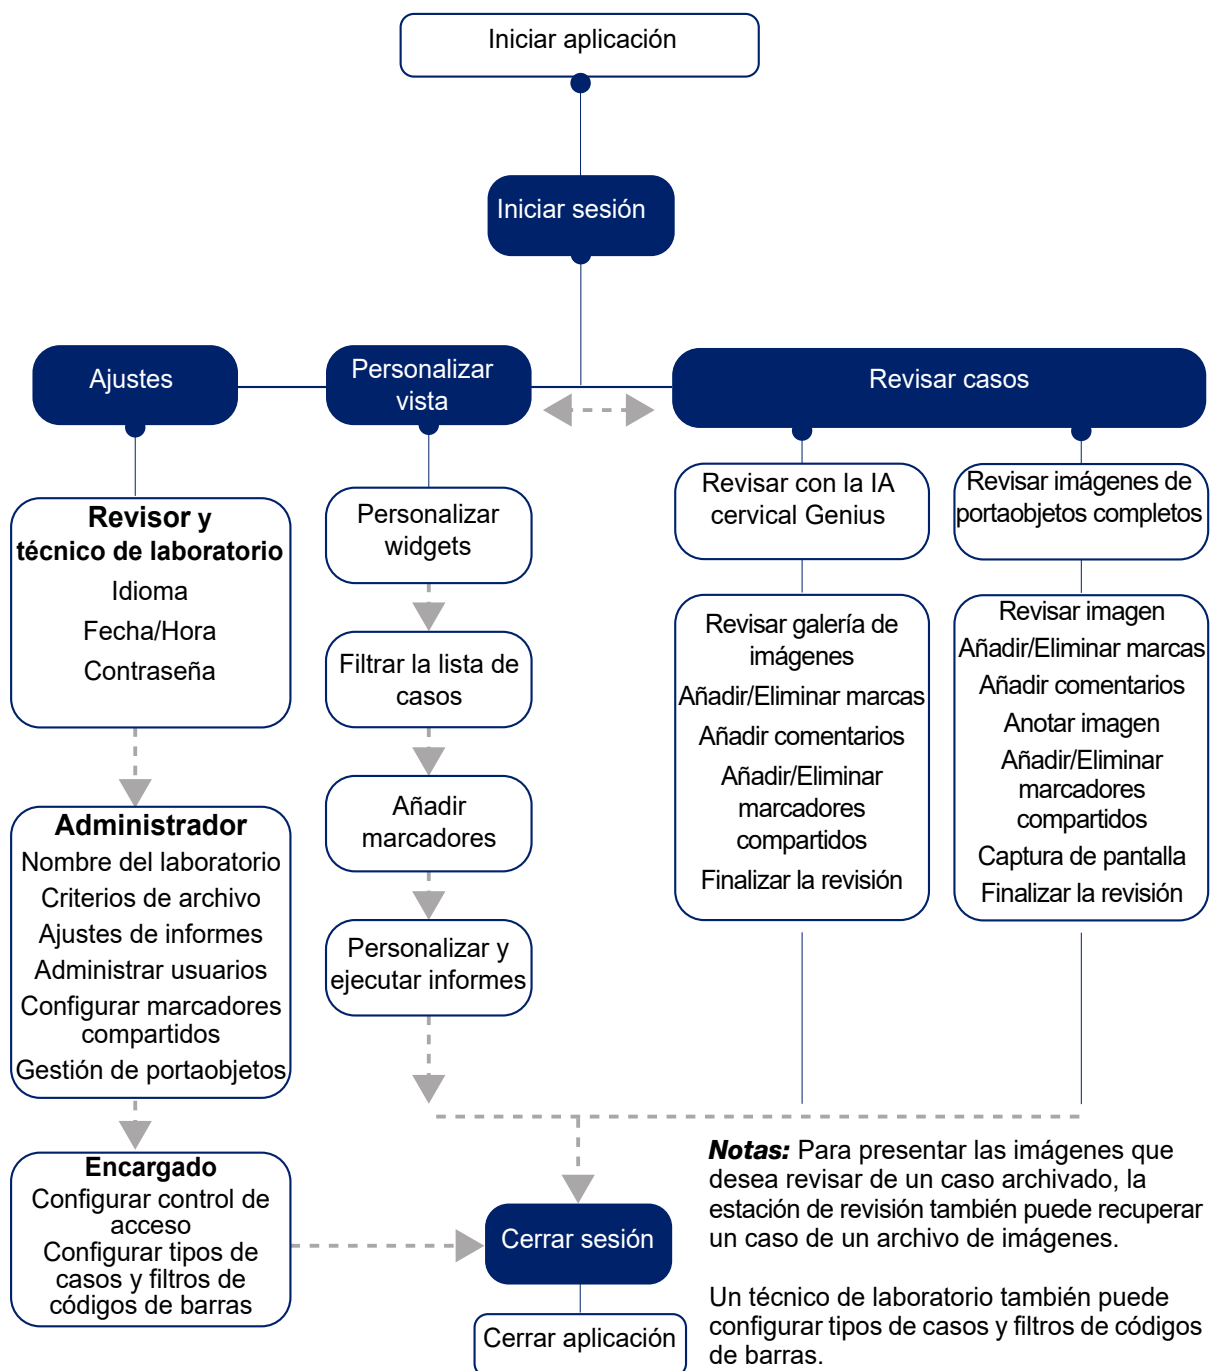 Iniciar aplicación
Iniciar sesión
Ajustes
Personalizar
vista
Revisar casos
Revisor y
técnico de laboratorio
Idioma
Fecha/Hora
Contraseña
Administrador
Nombre del laboratorio
Criterios de archivo
Ajustes de informes
Administrar usuarios
Configurar marcadores
compartidos
Gestión de portaobjetos
Encargado
Configurar control de
acceso
Configurar tipos de
casos y filtros de
códigos de barras
Personalizar
widgets
Filtrar la lista de
casos
Añadir
marcadores
Personalizar y
ejecutar informes
Revisar con la IA
cervical Genius
Revisar galería de
imágenes
Añadir/Eliminar marcas
Añadir comentarios
Añadir/Eliminar
marcadores
compartidos
Finalizar la revisión
Revisar imágenes de
portaobjetos completos
Revisar imagen
Añadir/Eliminar marcas
Añadir comentarios
Anotar imagen
Añadir/Eliminar
marcadores
compartidos
Captura de pantalla
Finalizar la revisión
Cerrar sesión
Cerrar aplicación
Notas: Para presentar las imágenes que
desea revisar de un caso archivado, la
estación de revisión también puede recuperar
un caso de un archivo de imágenes.
Un técnico de laboratorio también puede
configurar tipos de casos y filtros de códigos
de barras.